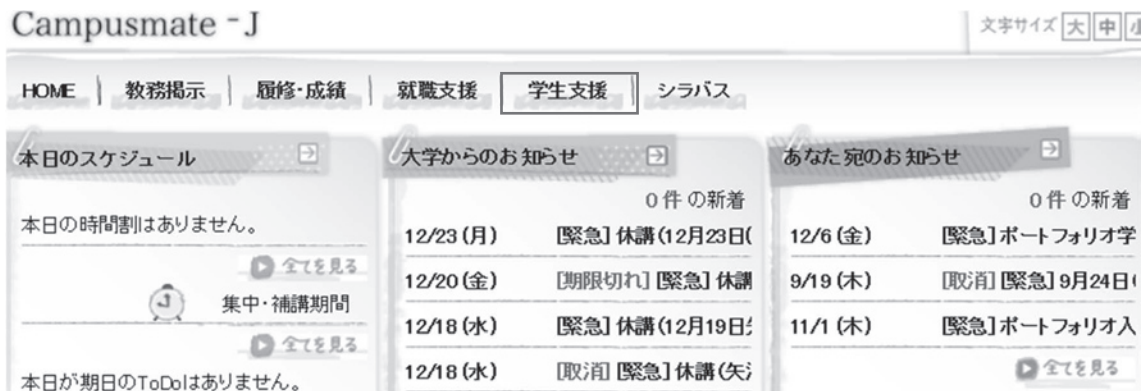 Campusmate-J
文字サイズ 大 中 小
HOME 教務掲示 履修・成績 就職支援 学生支援 シラバス
本日のスケジュール
本日の時間割はありません。
全てを見る
集中・補講期間
全てを見る
本日が期日のToDoはありません。
大学からのお知らせ
0件の新着
12/23(月) [緊急]休講(12月23日(
12/20(金) [期限切れ][緊急]休講
12/18(水) [緊急]休講(12月19日
12/18(水) [取消][緊急]休講(矢
あなた宛のお知らせ
0件の新着
12/6(金) [緊急]ポートフォリオ学
9/19(木) [取消][緊急]9月24日(
11/1(木) [緊急]ポートフォリオ入
全てを見る